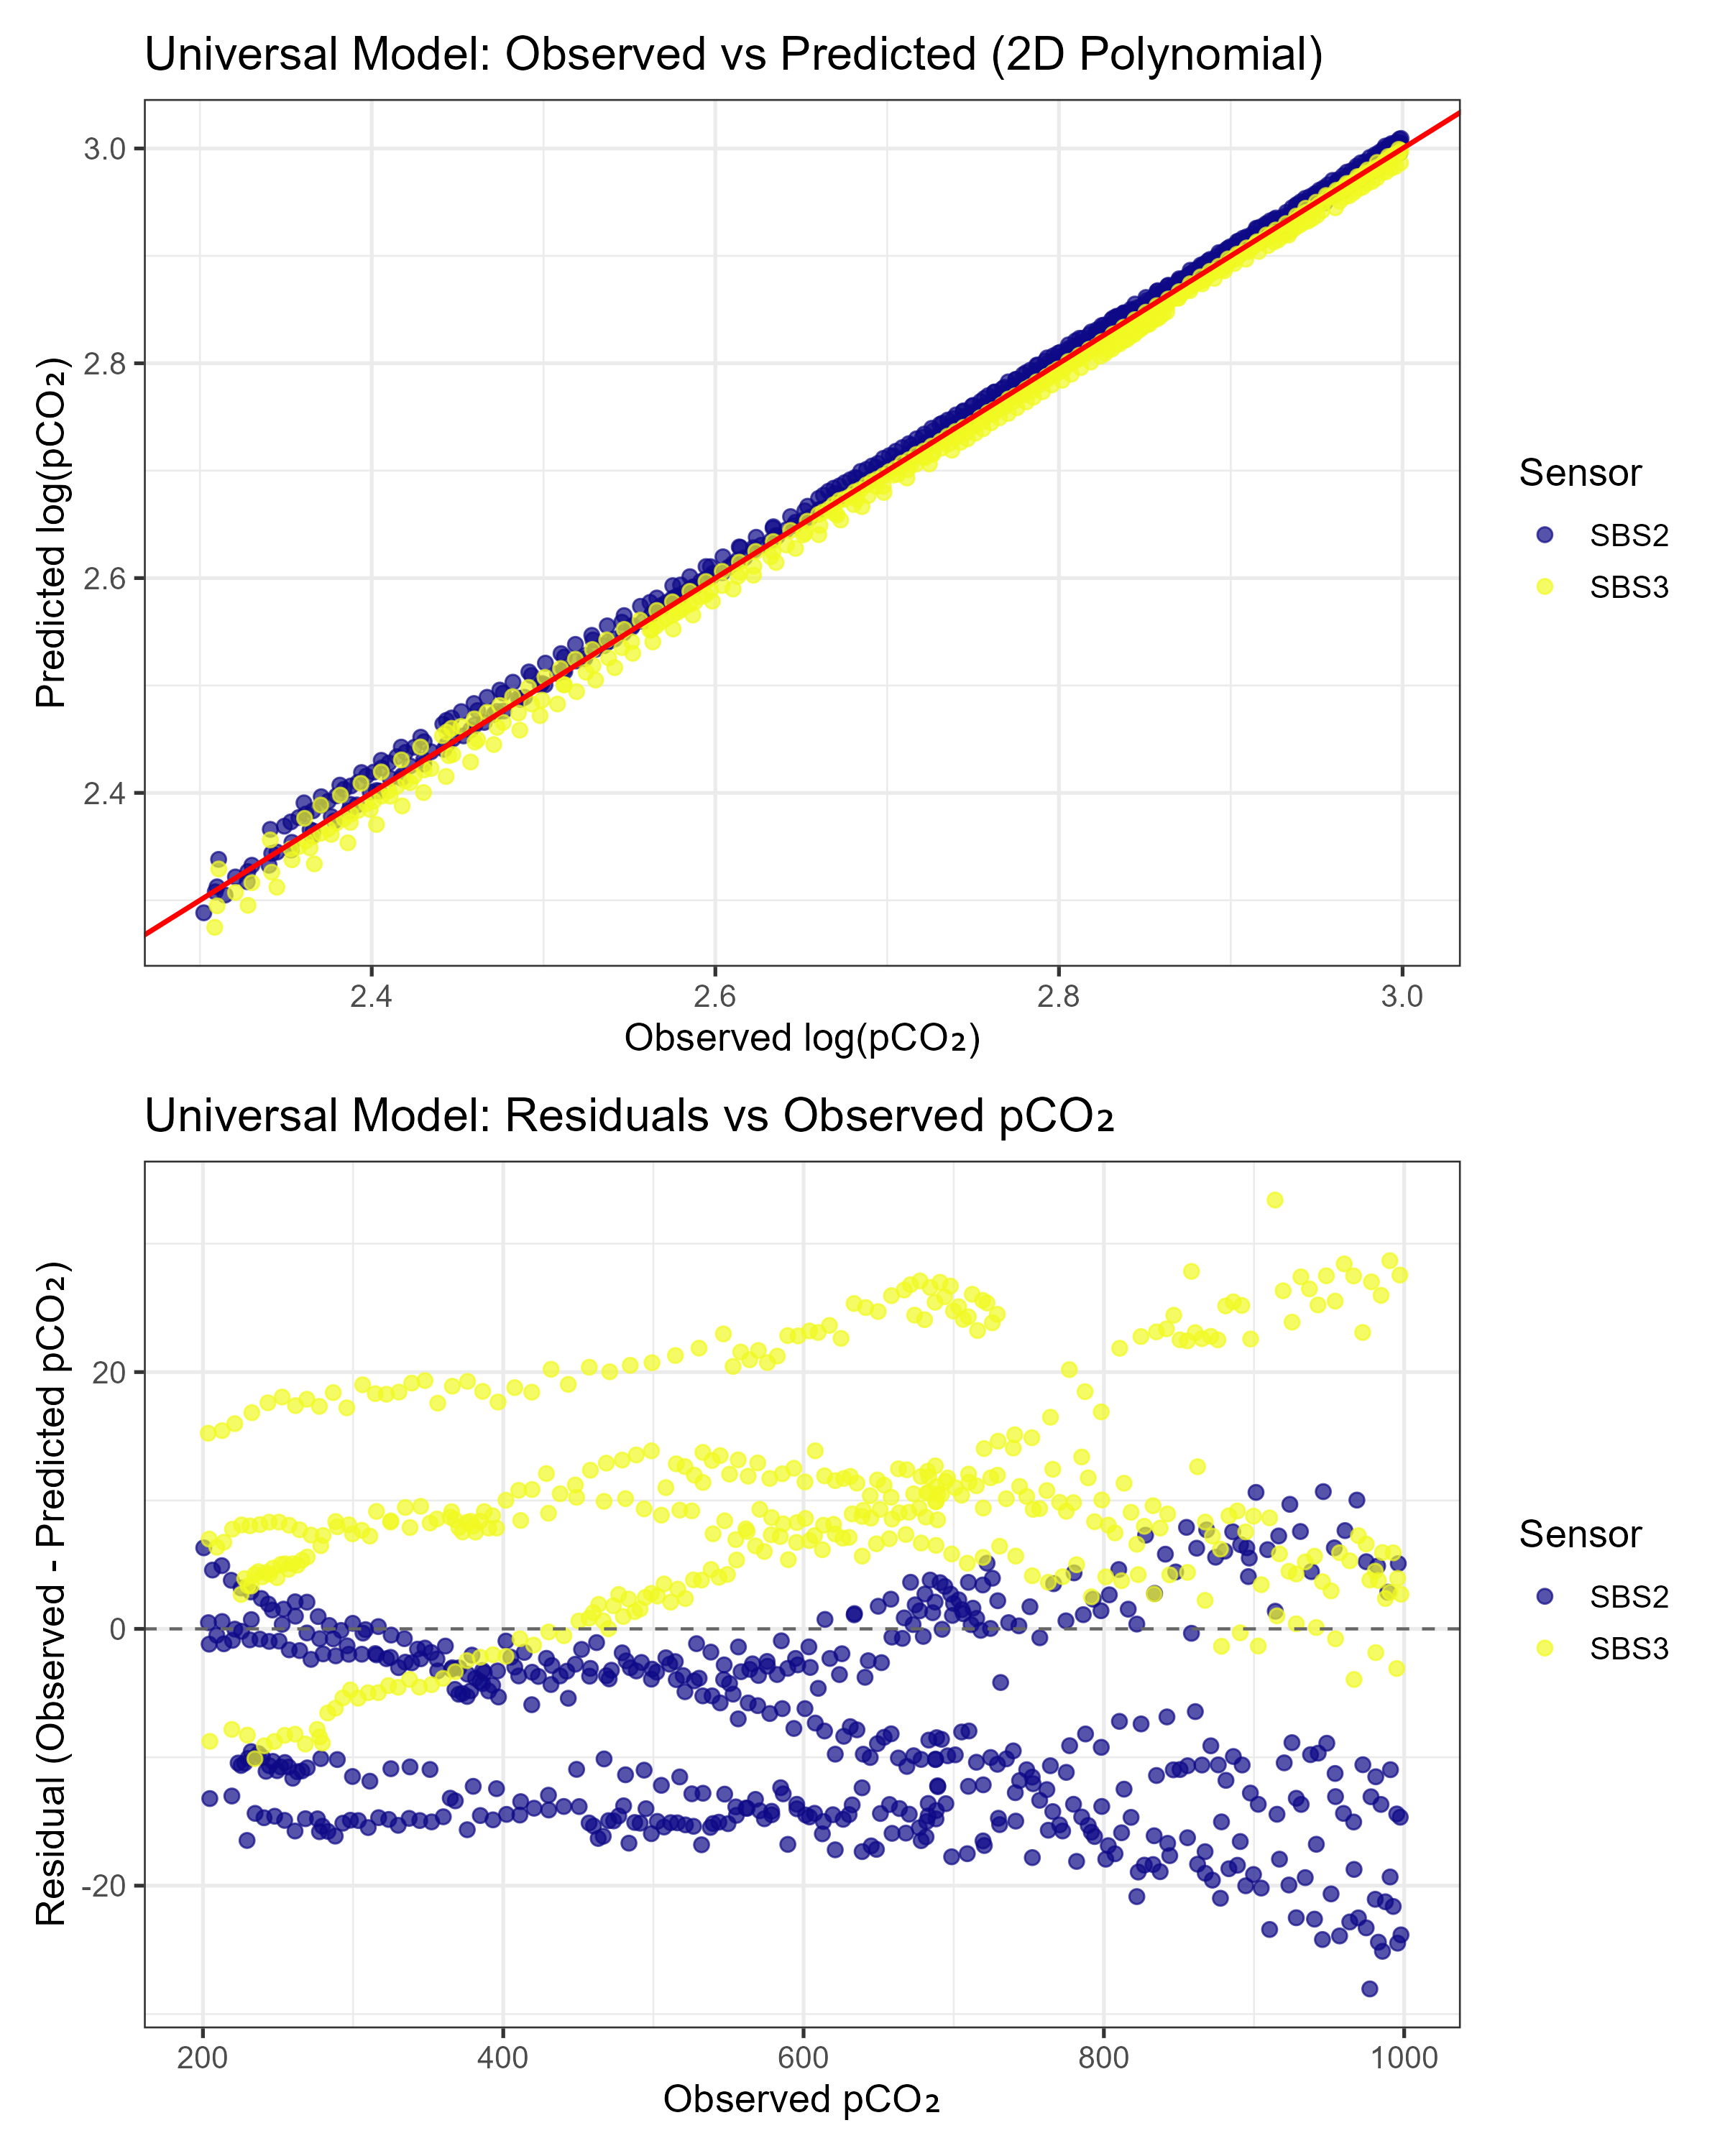 Universal Model: Observed vs Predicted (2D Polynomial)
3.0
2.8
2.6
2.4
Predicted log(pCO₂)
2.4 2.6 2.8 3.0
Observed log(pCO₂)
Sensor
SBS2
SBS3
Universal Model: Residuals vs Observed pCO₂
20
0
-20
Residual (Observed - Predicted pCO₂)
200 400 600 800 1000
Observed pCO₂
Sensor
SBS2
SBS3